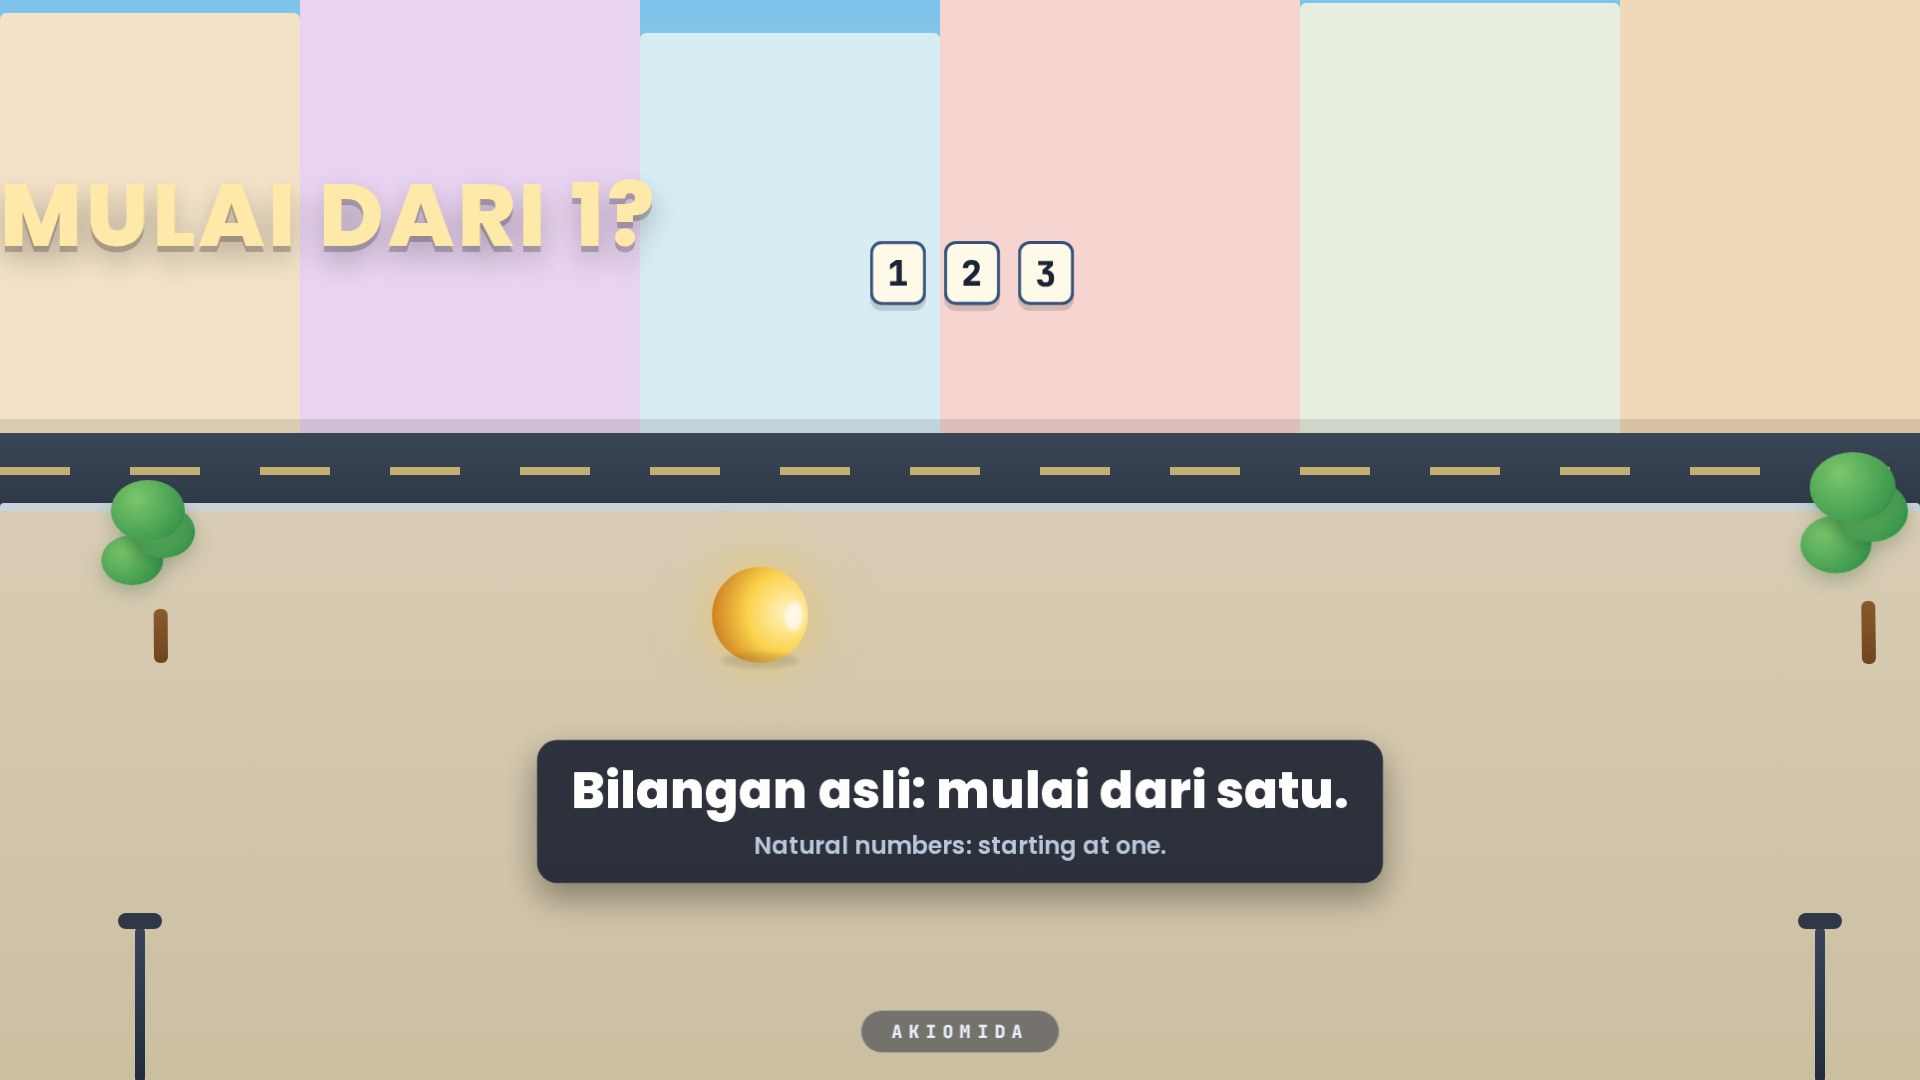 MULAI DARI 1?
1 2 3
Bilangan asli: mulai dari satu.
Natural numbers: starting at one.
AKIOMIDA